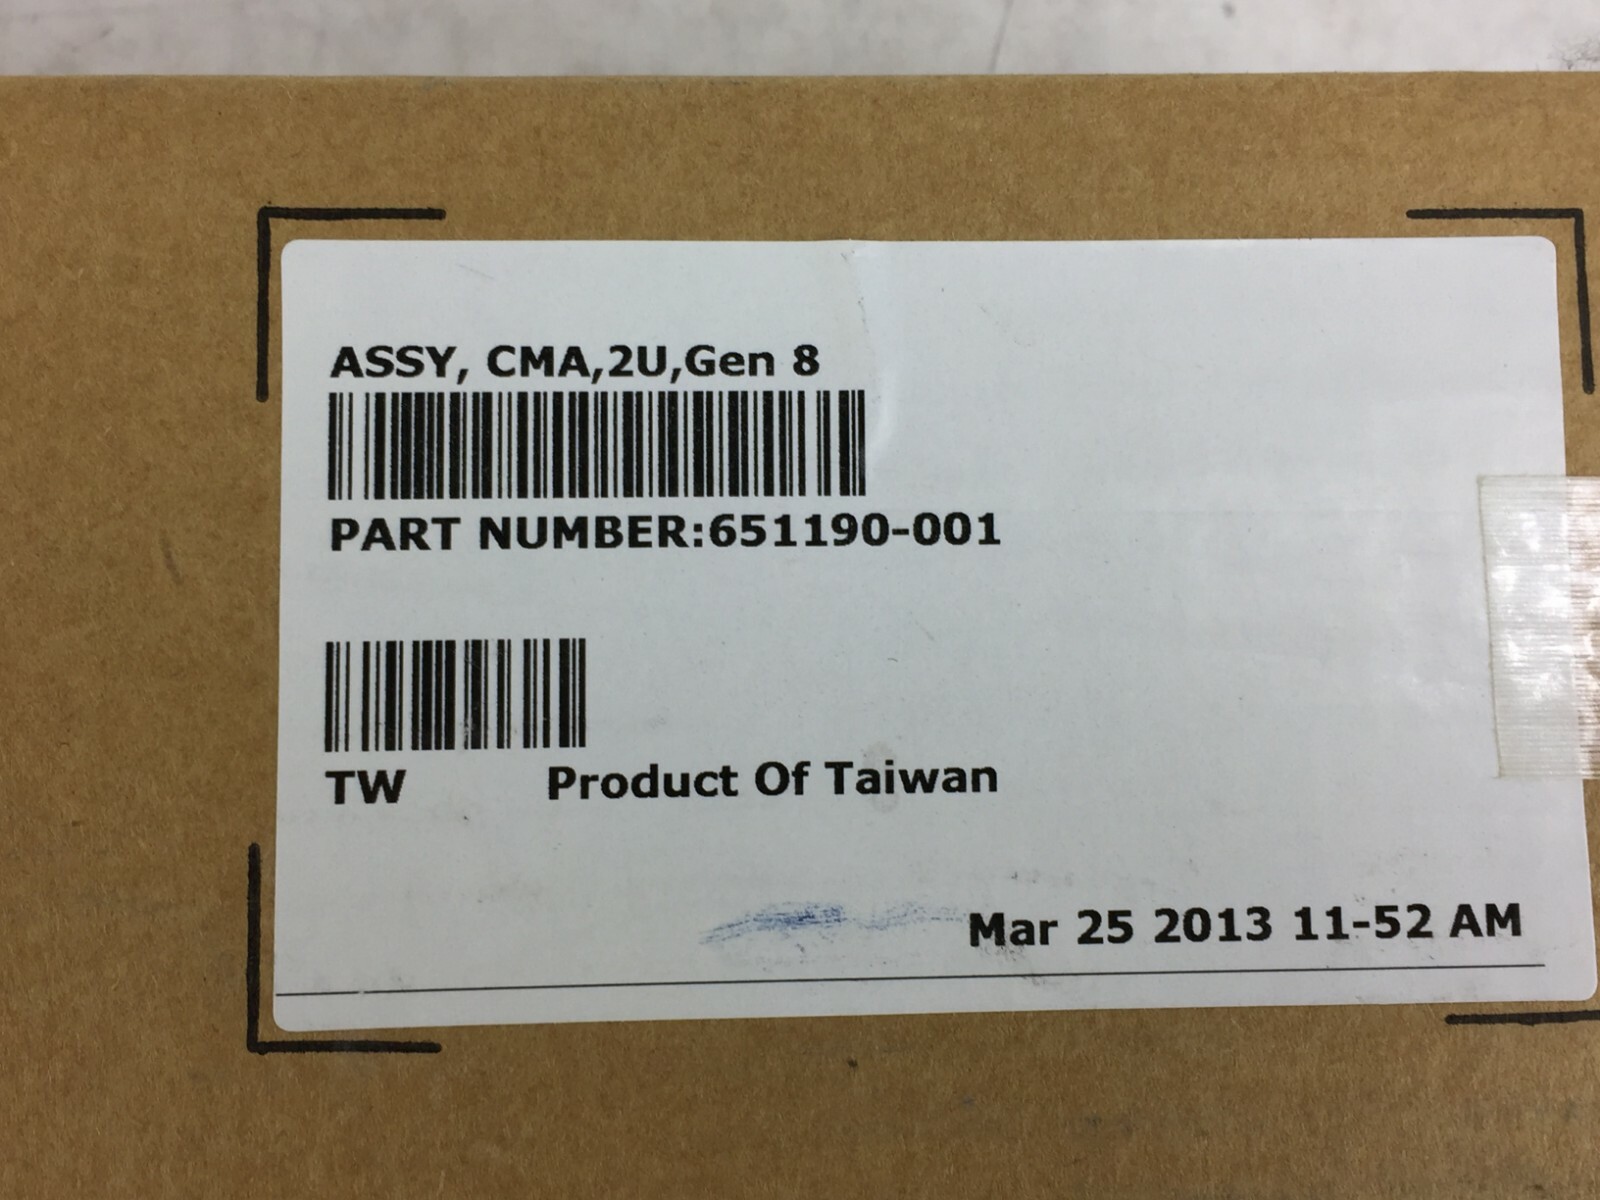 ASSY, CMA,2U,Gen 8
PART NUMBER:651190-001
TW Product Of Taiwan
Mar 25 2013 11-52 AM